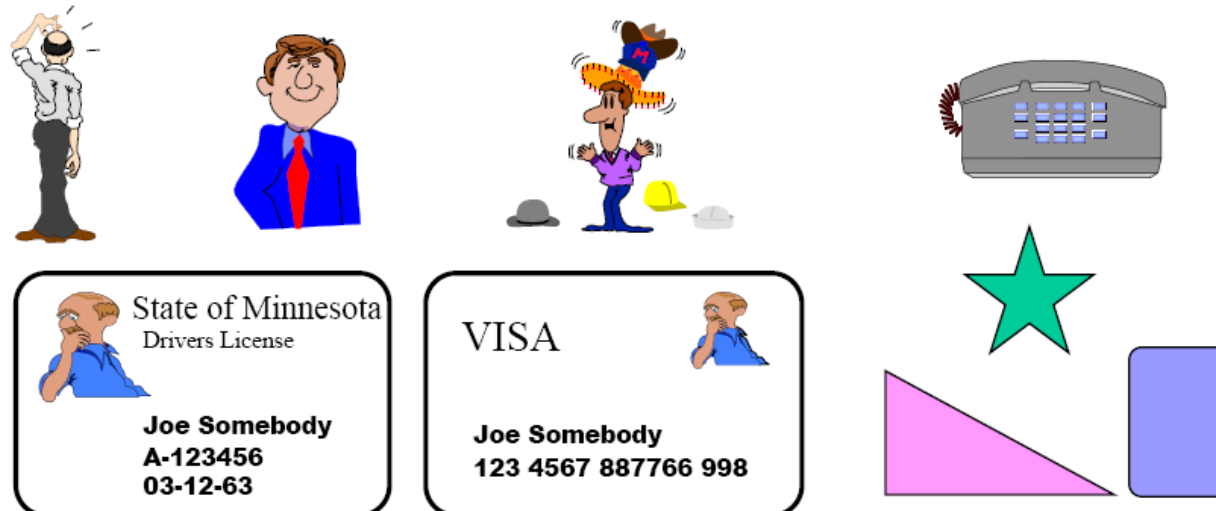 M
State of Minnesota
Drivers License
Joe Somebody
A-123456
03-12-63
VISA
Joe Somebody
123 4567 887766 998